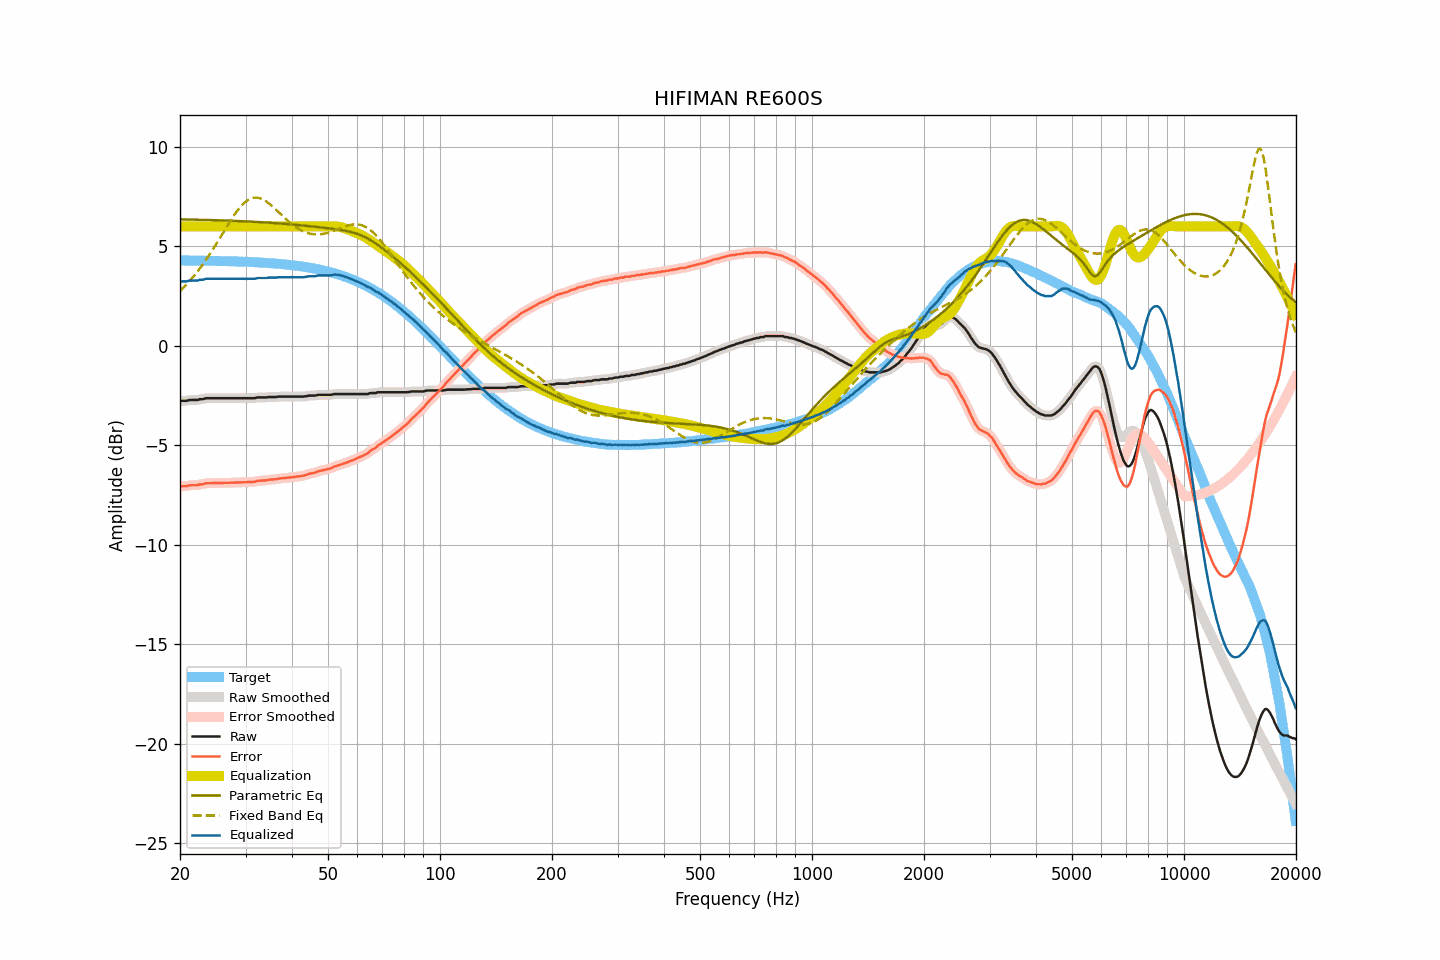 HIFIMAN RE600S
Amplitude (dBr)
10
5
0
−5
−10
−15
−20
−25
Target
Raw Smoothed
Error Smoothed
Raw
Error
Equalization
Parametric Eq
Fixed Band Eq
Equalized
20 50 100 200 500 1000 2000 5000 10000 20000
Frequency (Hz)